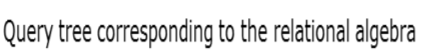 Query tree corresponding to the relational algebra